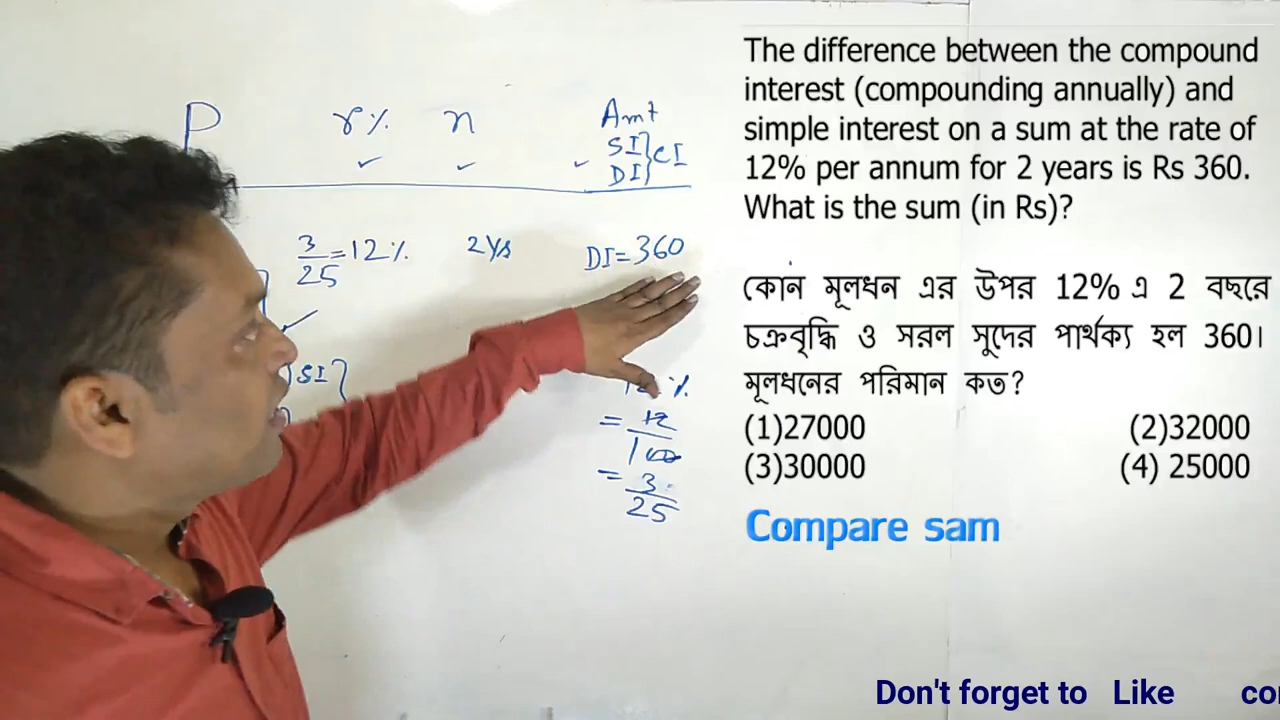 The difference between the compound
interest (compounding annually) and
simple interest on a sum at the rate of
12% per annum for 2 years is Rs 360.
What is the sum (in Rs)?
কোন মূলধন এর উপর 12% এ 2 বছরে
চক্রবৃদ্ধি ও সরল সুদের পার্থক্য হল 360।
মূলধনের পরিমান কত?
(1)27000 (2)32000
(3)30000 (4) 25000
Compare sam
P r% n Amt
SI} CI
DI}
3/25 = 12% 2 Yrs DI = 360
SI}
12%
= 12/100
= 3/25
Don't forget to Like